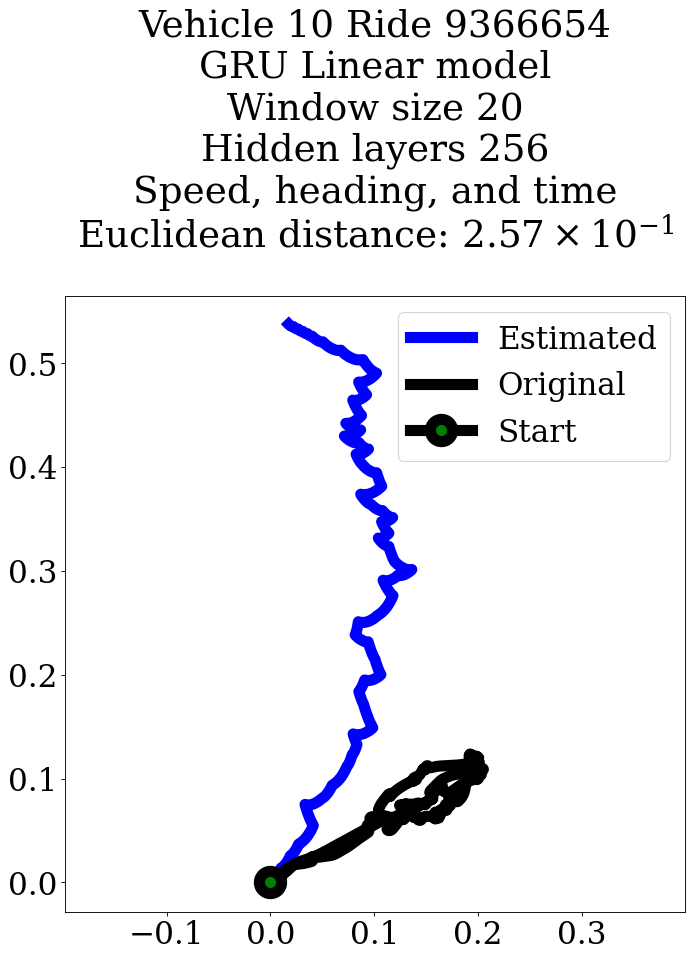 Vehicle 10 Ride 9366654
GRU Linear model
Window size 20
Hidden layers 256
Speed, heading, and time
Euclidean distance: 2.57 × 10⁻¹
Estimated
Original
Start
0.5
0.4
0.3
0.2
0.1
0.0
−0.1 0.0 0.1 0.2 0.3